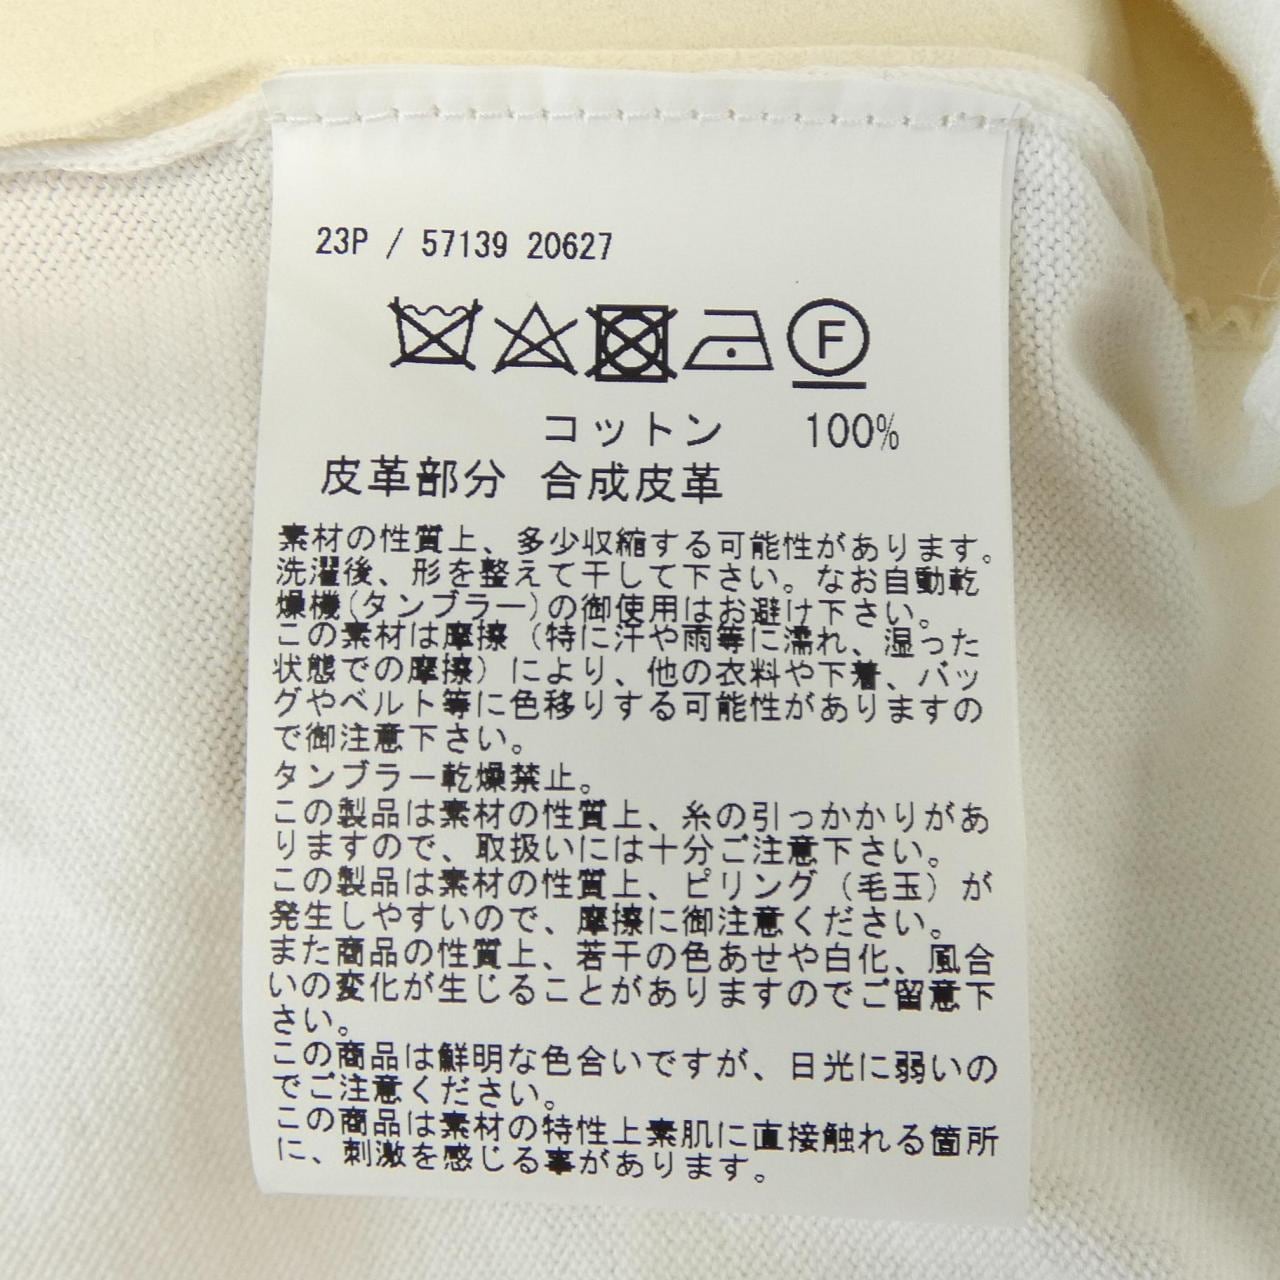 23P / 57139 20627
F
コットン 100%
皮革部分 合成皮革
素材の性質上、多少収縮する可能性があります。
洗濯後、形を整えて干して下さい。なお自動乾
燥機(タンブラー)の御使用はお避け下さい。
この素材は摩擦（特に汗や雨等に濡れ、湿った
状態での摩擦）により、他の衣料や下着、バッ
グやベルト等に色移りする可能性がありますの
で御注意下さい。
タンブラー乾燥禁止。
この製品は素材の性質上、糸の引っかかりがあ
りますので、取扱いには十分ご注意下さい。
この製品は素材の性質上、ピリング（毛玉）が
発生しやすいので、摩擦に御注意ください。
また商品の性質上、若干の色あせや白化、風合
いの変化が生じることがありますのでご留意下
さい。
この商品は鮮明な色合いですが、日光に弱いの
でご注意ください。
この商品は素材の特性上素肌に直接触れる箇所
に、刺激を感じる事があります。